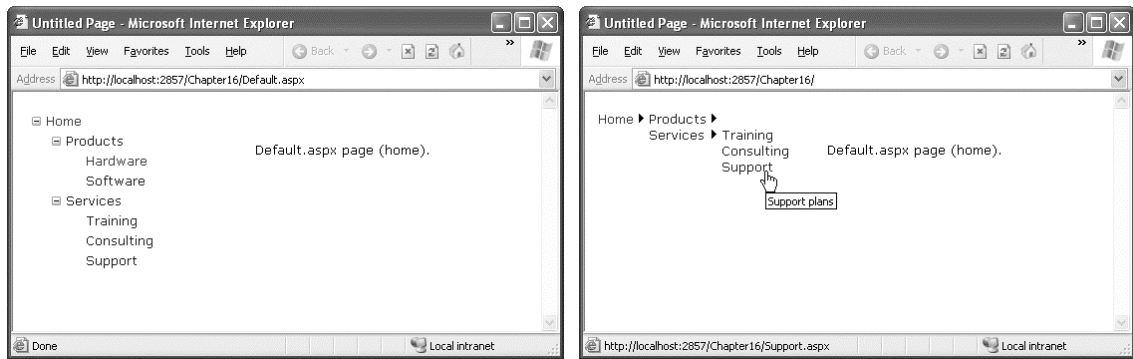 Untitled Page - Microsoft Internet Explorer
File Edit View Favorites Tools Help Back »
Address http://localhost:2857/Chapter16/Default.aspx
Home
Products
Hardware
Software
Services
Training
Consulting
Support
Default.aspx page (home).
Done Local intranet
Untitled Page - Microsoft Internet Explorer
File Edit View Favorites Tools Help Back »
Address http://localhost:2857/Chapter16/
Home Products
Services Training
Consulting
Support
Default.aspx page (home).
Support plans
http://localhost:2857/Chapter16/Support.aspx Local intranet